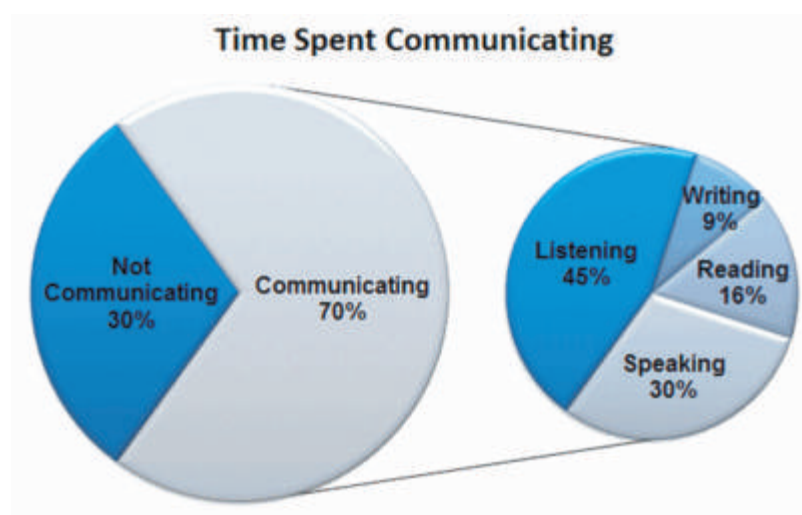 Time Spent Communicating
Not
Communicating
30%
Communicating
70%
Listening
45%
Writing
9%
Reading
16%
Speaking
30%